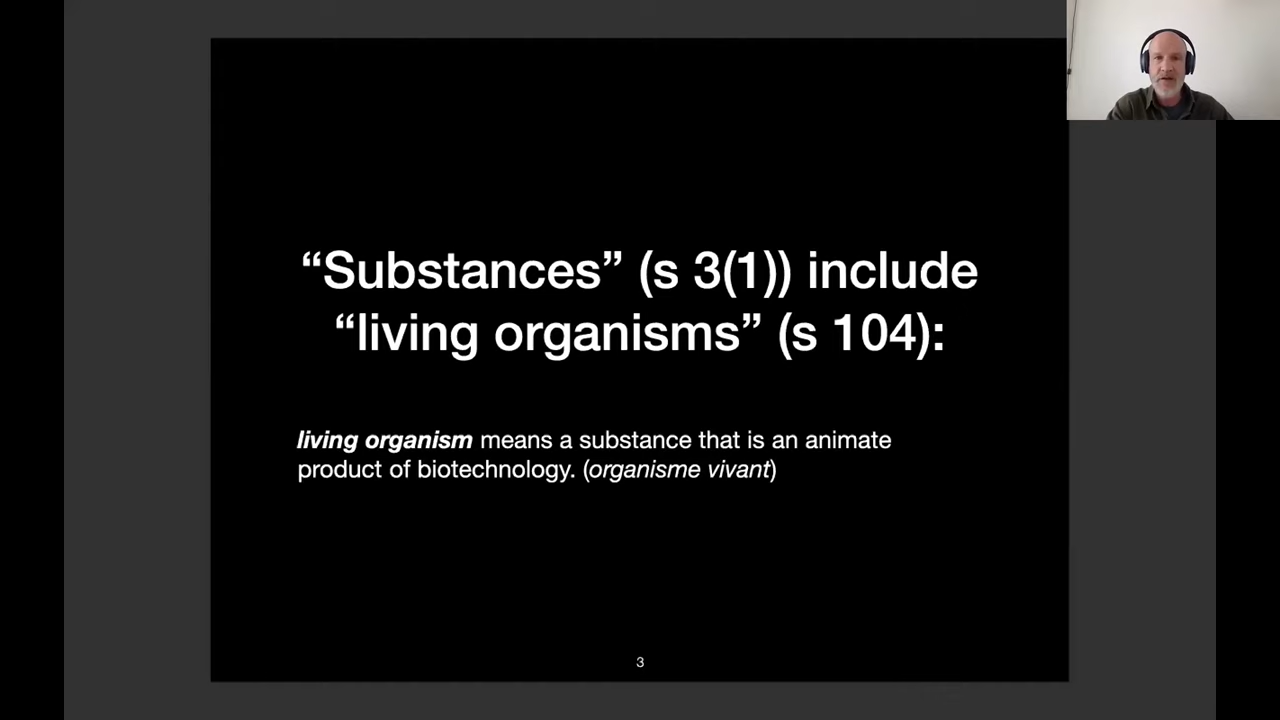 “Substances” (s 3(1)) include
“living organisms” (s 104):
living organism means a substance that is an animate
product of biotechnology. (organisme vivant)
3